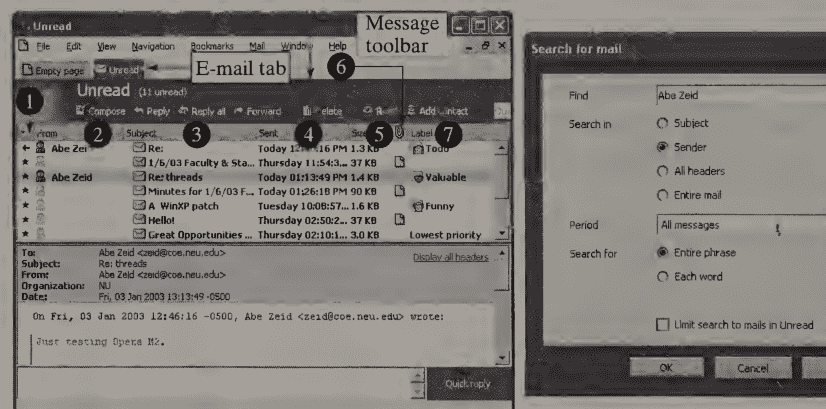 Unread
Message toolbar
File Edit View Navigation Bookmarks Mail Window Help
Empty page Unread
E-mail tab
6
Unread (11 unread)
1
Compose Reply Reply all Forward Delete Add contact
From Subject Sent Label
2 3 4 5 7
Abe Zeid Re: Today 16 PM 1.3 KB Todo
1/6/03 Faculty & Sta... Thursday 11:54:3... 37 KB
Abe Zeid Re: threads Today 01:13:49 PM 1.4 KB Valuable
Minutes for 1/6/03 F... Today 01:26:18 PM 90 KB
A WinXP patch Tuesday 10:08:57... 1.6 KB Funny
Hello! Thursday 02:50:2... 37 KB
Great Opportunities ... Thursday 02:10:1... 3.0 KB Lowest priority
To: Abe Zeid <zeid@coe.neu.edu>
Display all headers
Subject: Re: threads
From: Abe Zeid <zeid@coe.neu.edu>
Organization: NU
Date: Fri, 03 Jan 2003 13:13:49 -0500
On Fri, 03 Jan 2003 12:46:16 -0500, Abe Zeid <zeid@coe.neu.edu> wrote:
Just testing Opera M2.
Quick reply
Search for mail
Find Abe Zeid
Search in Subject
Sender
All headers
Entire mail
Period All messages
Search for Entire phrase
Each word
Limit search to mails in Unread
OK Cancel